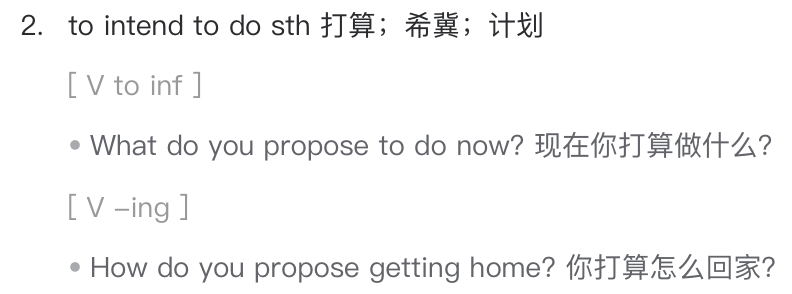 2. to intend to do sth 打算；希冀；计划
[ V to inf ]
• What do you propose to do now? 现在你打算做什么？
[ V –ing ]
• How do you propose getting home? 你打算怎么回家？